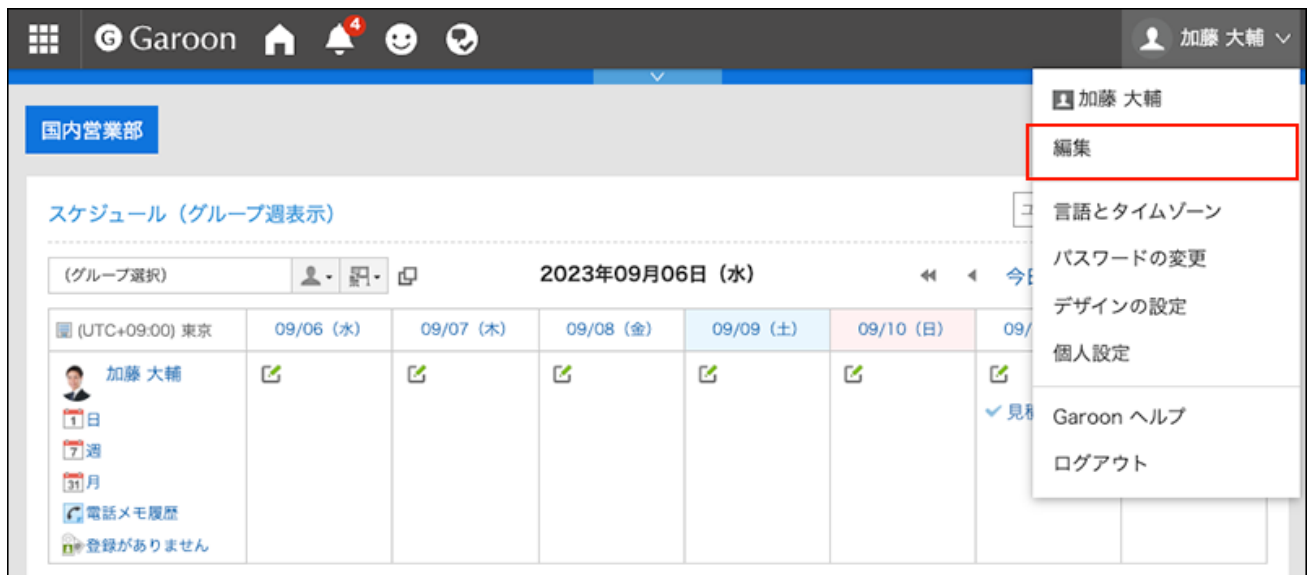 G Garoon 4 加藤 大輔
加藤 大輔
国内営業部
編集
スケジュール（グループ週表示）
言語とタイムゾーン
パスワードの変更
(グループ選択) 2023年09月06日（水）
デザインの設定
(UTC+09:00) 東京 09/06（水） 09/07（木） 09/08（金） 09/09（土） 09/10（日） 09/
個人設定
加藤 大輔
Garoon ヘルプ
1 日
7 週
ログアウト
31 月
電話メモ履歴
登録がありません